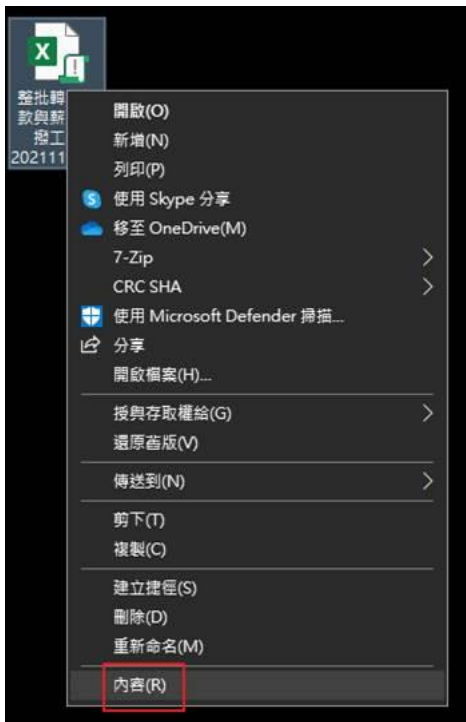 整批轉
款與薪
撥工
202111
開啟(O)
新增(N)
列印(P)
使用 Skype 分享
移至 OneDrive(M)
7-Zip
CRC SHA
使用 Microsoft Defender 掃描...
分享
開啟檔案(H)...
授與存取權給(G)
還原舊版(V)
傳送到(N)
剪下(T)
複製(C)
建立捷徑(S)
刪除(D)
重新命名(M)
內容(R)